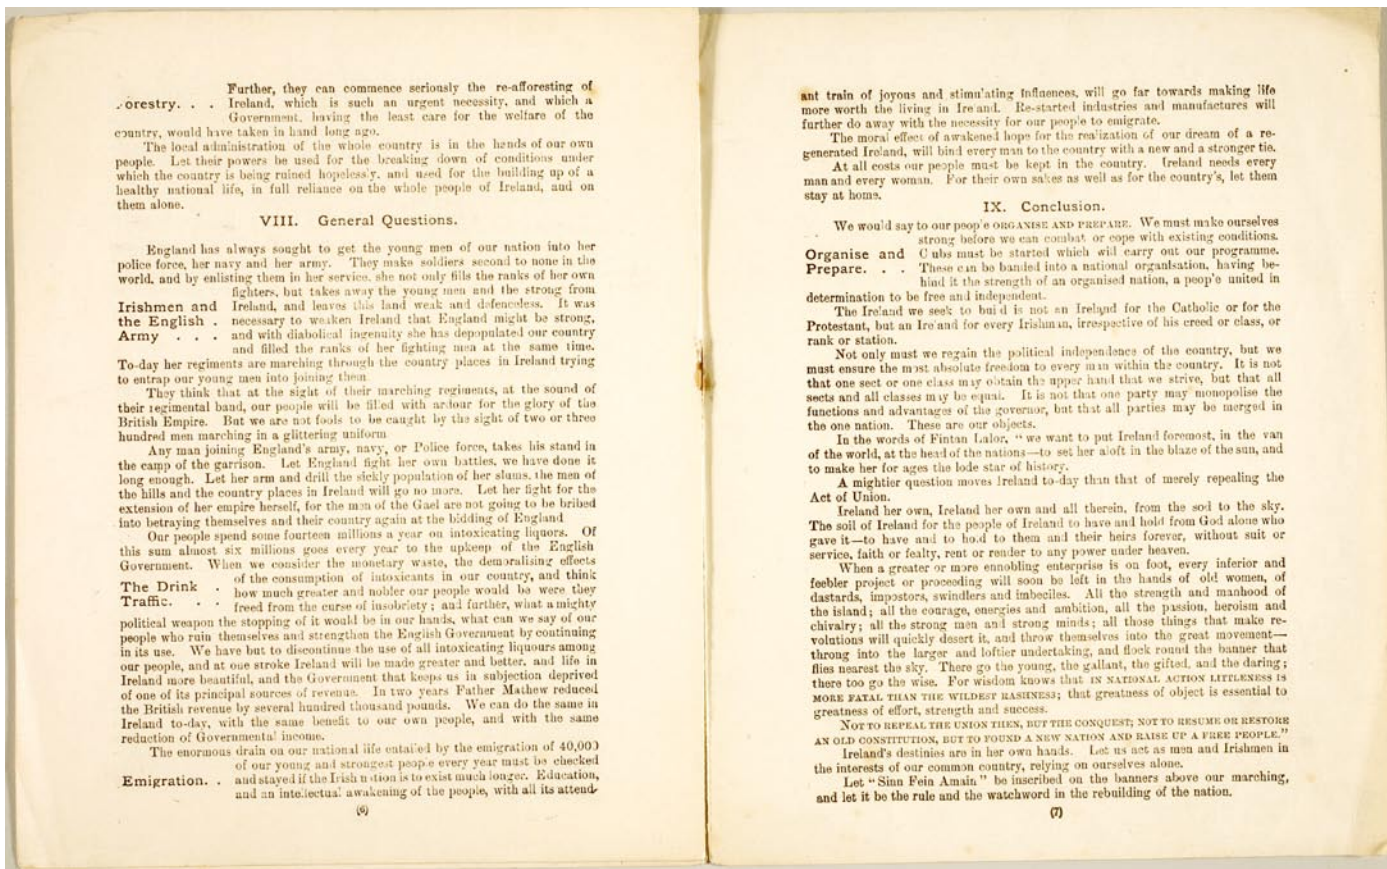 Further, they can commence seriously the re-afforesting of
orestry. . . Ireland, which is such an urgent necessity, and which a
Government, having the least care for the welfare of the
country, would have taken in hand long ago.
The local administration of the whole country is in the hands of our own
people. Let their powers be used for the breaking down of conditions under
which the country is being ruined hopelessly, and used for the building up of a
healthy national life, in full reliance on the whole people of Ireland, and on
them alone.
VIII. General Questions.
England has always sought to get the young men of our nation into her
police force, her navy and her army. They make soldiers second to none in the
world, and by enlisting them in her service, she not only fills the ranks of her own
fighters, but takes away the young men and the strong from
Irishmen and Ireland, and leaves this land weak and defenceless. It was
the English . necessary to weaken Ireland that England might be strong,
Army . . . and with diabolical ingenuity she has depopulated our country
and filled the ranks of her fighting men at the same time.
To-day her regiments are marching through the country places in Ireland trying
to entrap our young men into joining them
They think that at the sight of their marching regiments, at the sound of
their regimental band, our people will be filled with ardour for the glory of the
British Empire. But we are not fools to be caught by the sight of two or three
hundred men marching in a glittering uniform
Any man joining England's army, navy, or Police force, takes his stand in
the camp of the garrison. Let England fight her own battles, we have done it
long enough. Let her arm and drill the sickly population of her slums, the men of
the hills and the country places in Ireland will go no more. Let her fight for the
extension of her empire herself, for the men of the Gael are not going to be bribed
into betraying themselves and their country again at the bidding of England
Our people spend some fourteen millions a year on intoxicating liquors. Of
this sum almost six millions goes every year to the upkeep of the English
Government. When we consider the monetary waste, the demoralising effects
of the consumption of intoxicants in our country, and think
The Drink . how much greater and nobler our people would be were they
Traffic. . . freed from the curse of insobriety; and further, what a mighty
political weapon the stopping of it would be in our hands, what can we say of our
people who ruin themselves and strengthen the English Government by continuing
in its use. We have but to discontinue the use of all intoxicating liquours among
our people, and at one stroke Ireland will be made greater and better, and life in
Ireland more beautiful, and the Government that keeps us in subjection deprived
of one of its principal sources of revenue. In two years Father Mathew reduced
the British revenue by several hundred thousand pounds. We can do the same in
Ireland to-day, with the same benefit to our own people, and with the same
reduction of Governmental income.
The enormous drain on our national life entailed by the emigration of 40,000
of our young and strongest people every year must be checked
Emigration. . and stayed if the Irish nation is to exist much longer. Education,
and an intellectual awakening of the people, with all its attend-
(6)
ant train of joyous and stimulating influences, will go far towards making life
more worth the living in Ireland. Re-started industries and manufactures will
further do away with the necessity for our people to emigrate.
The moral effect of awakened hope for the realization of our dream of a re-
generated Ireland, will bind every man to the country with a new and a stronger tie.
At all costs our people must be kept in the country. Ireland needs every
man and every woman. For their own sakes as well as for the country's, let them
stay at home.
IX. Conclusion.
We would say to our people ORGANISE AND PREPARE. We must make ourselves
strong before we can combat or cope with existing conditions.
Organise and Clubs must be started which will carry out our programme.
Prepare. . . These can be banded into a national organisation, having be-
hind it the strength of an organised nation, a people united in
determination to be free and independent.
The Ireland we seek to build is not an Ireland for the Catholic or for the
Protestant, but an Ireland for every Irishman, irrespective of his creed or class, or
rank or station.
Not only must we regain the political independence of the country, but we
must ensure the most absolute freedom to every man within the country. It is not
that one sect or one class may obtain the upper hand that we strive, but that all
sects and all classes may be equal. It is not that one party may monopolise the
functions and advantages of the governor, but that all parties may be merged in
the one nation. These are our objects.
In the words of Fintan Lalor, "we want to put Ireland foremost, in the van
of the world, at the head of the nations—to set her aloft in the blaze of the sun, and
to make her for ages the lode star of history.
A mightier question moves Ireland to-day than that of merely repealing the
Act of Union.
Ireland her own, Ireland her own and all therein, from the sod to the sky.
The soil of Ireland for the people of Ireland to have and hold from God alone who
gave it—to have and to hold to them and their heirs forever, without suit or
service, faith or fealty, rent or render to any power under heaven.
When a greater or more ennobling enterprise is on foot, every inferior and
feebler project or proceeding will soon be left in the hands of old women, of
dastards, impostors, swindlers and imbeciles. All the strength and manhood of
the island; all the courage, energies and ambition, all the passion, heroism and
chivalry; all the strong men and strong minds; all those things that make re-
volutions will quickly desert it, and throw themselves into the great movement—
throng into the larger and loftier undertaking, and flock round the banner that
flies nearest the sky. There go the young, the gallant, the gifted, and the daring;
there too go the wise. For wisdom knows that IN NATIONAL ACTION LITTLENESS IS
MORE FATAL THAN THE WILDEST RASHNESS; that greatness of object is essential to
greatness of effort, strength and success.
NOT TO REPEAL THE UNION THEN, BUT THE CONQUEST; NOT TO RESUME OR RESTORE
AN OLD CONSTITUTION, BUT TO FOUND A NEW NATION AND RAISE UP A FREE PEOPLE."
Ireland's destinies are in her own hands. Let us act as men and Irishmen in
the interests of our common country, relying on ourselves alone.
Let "Sinn Fein Amain" be inscribed on the banners above our marching,
and let it be the rule and the watchword in the rebuilding of the nation.
(7)